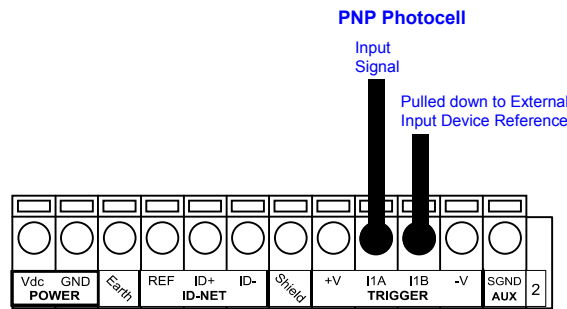 PNP Photocell
Input
Signal
Pulled down to External
Input Device Reference
Vdc GND Earth REF ID+ ID- Shield +V I1A I1B -V SGND 2
POWER ID-NET TRIGGER AUX